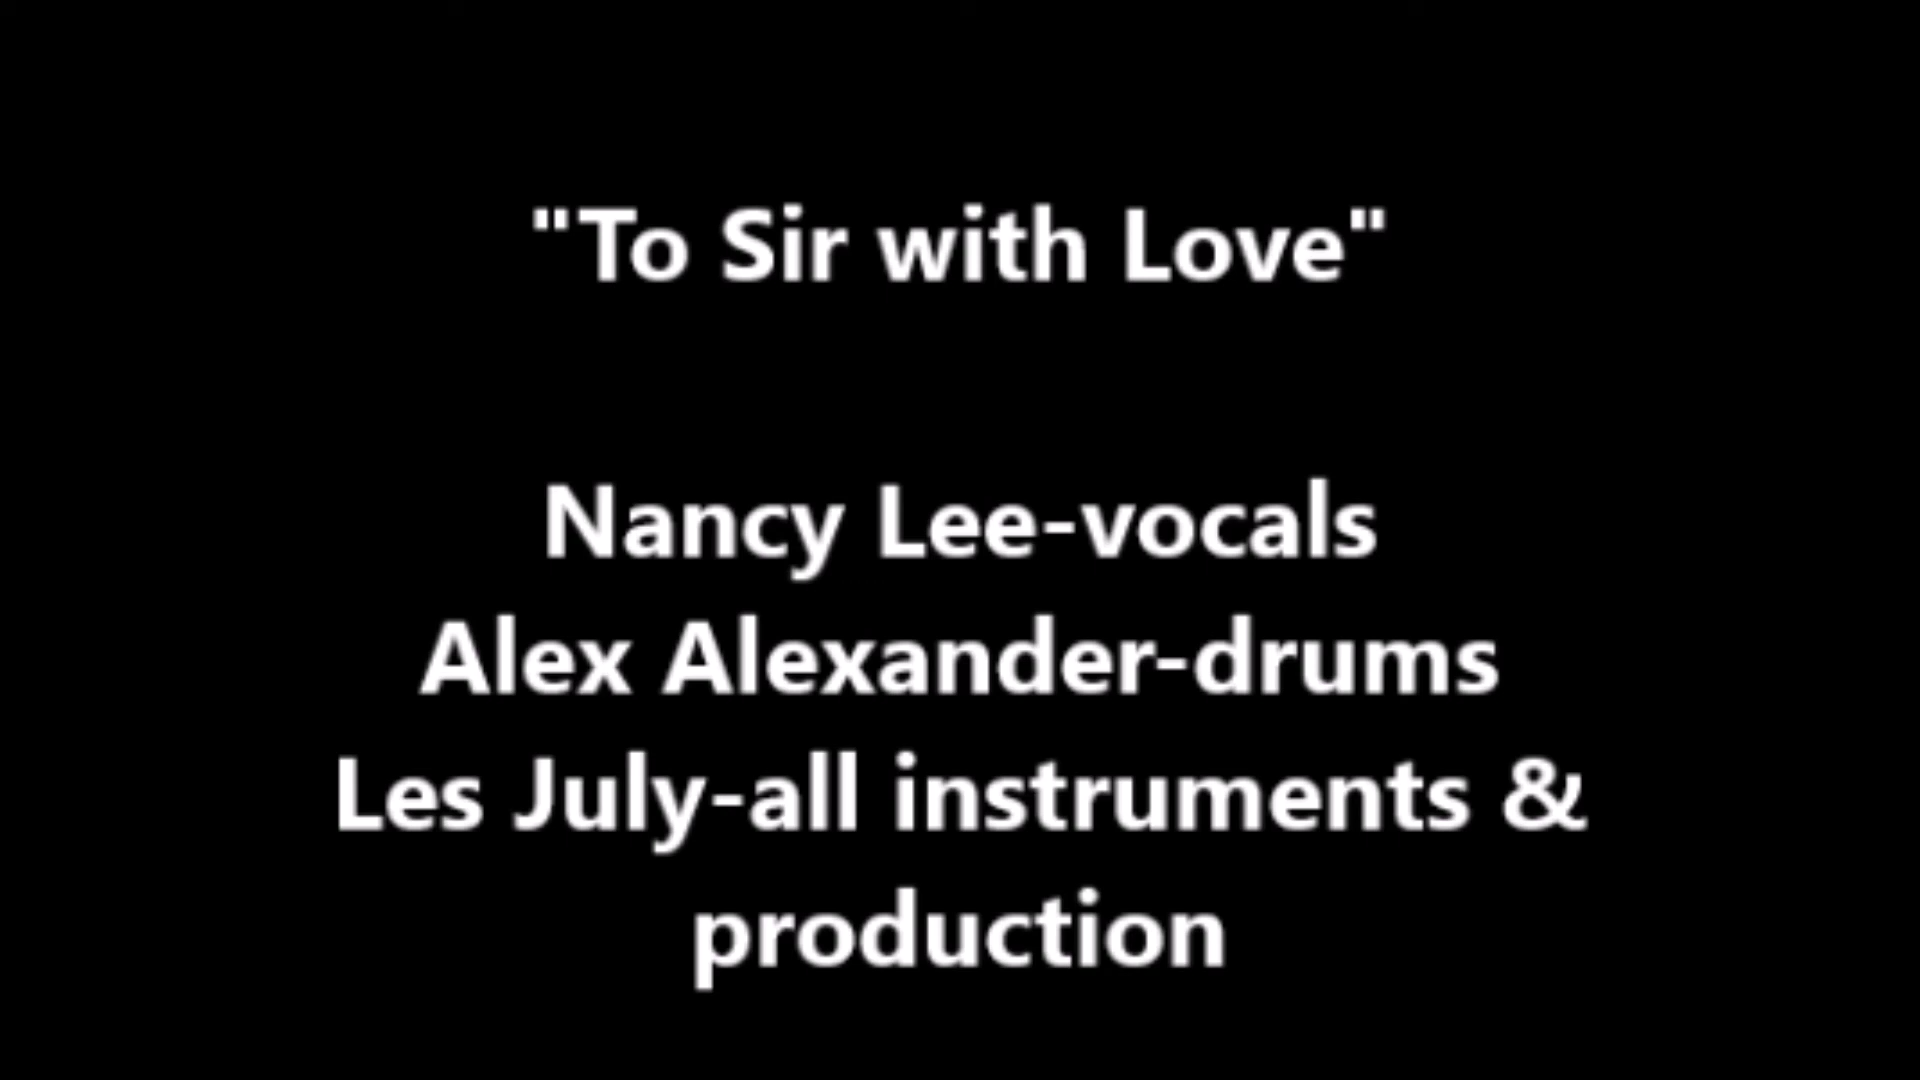 "To Sir with Love"
Nancy Lee-vocals
Alex Alexander-drums
Les July-all instruments &
production